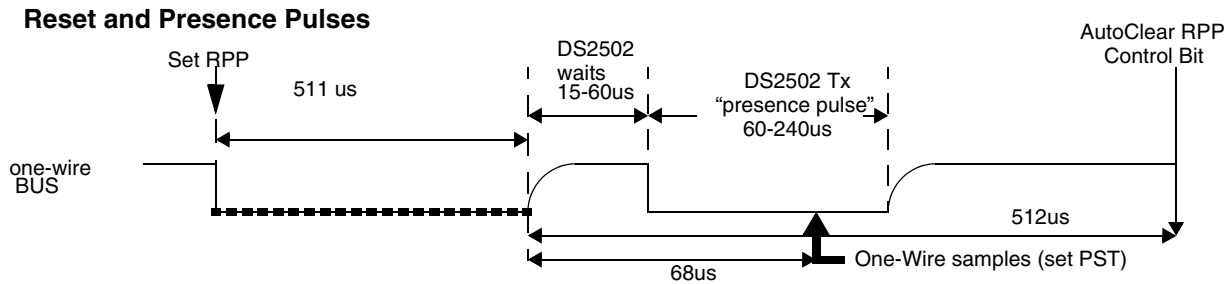 Reset and Presence Pulses
Set RPP
511 us
DS2502
waits
15-60us
DS2502 Tx
“presence pulse”
60-240us
AutoClear RPP
Control Bit
one-wire
BUS
512us
68us
One-Wire samples (set PST)